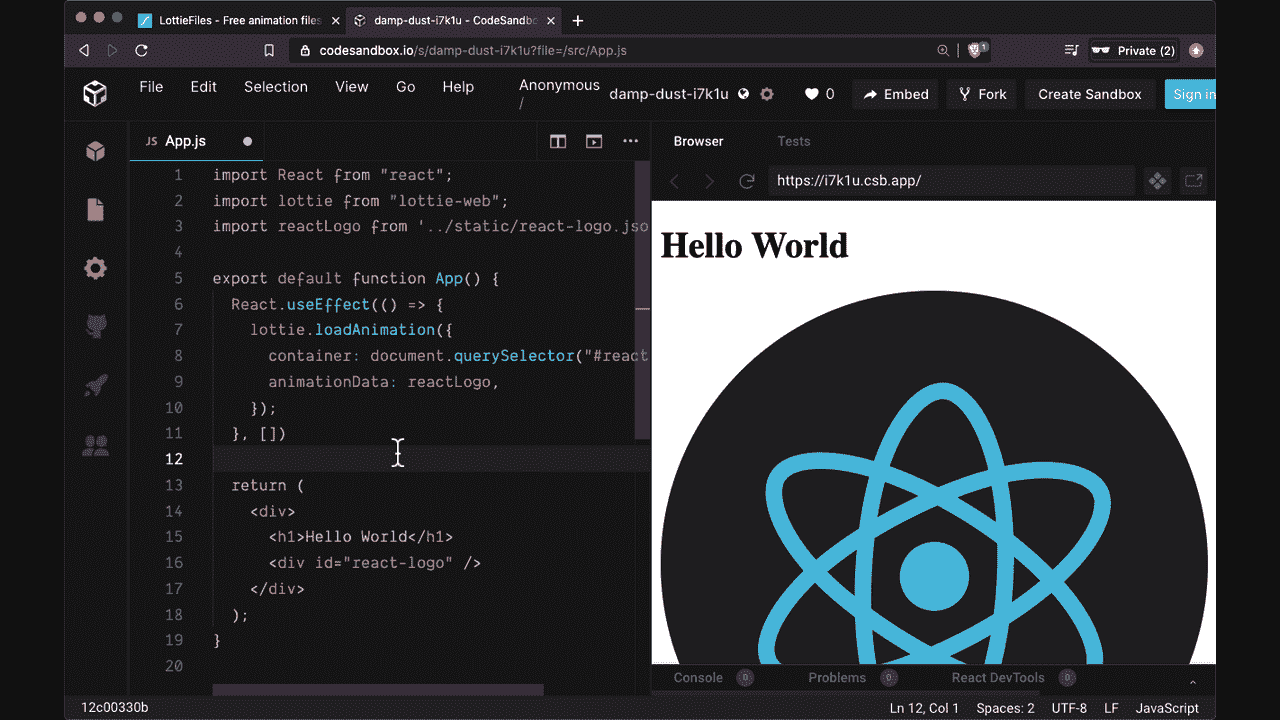 LottieFiles - Free animation files
damp-dust-i7k1u - CodeSandbo
codesandbox.io/s/damp-dust-i7k1u?file=/src/App.js
1
Private (2)
File Edit Selection View Go Help
Anonymous /
damp-dust-i7k1u
0
Embed
Fork
Create Sandbox
Sign in
JS App.js
Browser
Tests
https://i7k1u.csb.app/
1 import React from "react";
2 import lottie from "lottie-web";
3 import reactLogo from '../static/react-logo.jso
4
5 export default function App() {
6 React.useEffect(() => {
7 lottie.loadAnimation({
8 container: document.querySelector("#react
9 animationData: reactLogo,
10 });
11 }, [])
12
13 return (
14 <div>
15 <h1>Hello World</h1>
16 <div id="react-logo" />
17 </div>
18 );
19 }
20
Hello World
Console 0
Problems 0
React DevTools 0
12c00330b
Ln 12, Col 1
Spaces: 2
UTF-8
LF
JavaScript